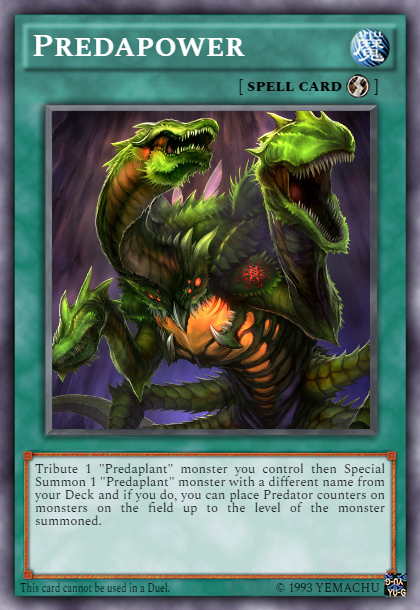 PREDAPOWER
[ SPELL CARD ]
Tribute 1 "Predaplant" monster you control then Special
Summon 1 "Predaplant" monster with a different name from
your Deck and if you do, you can place Predator counters on
monsters on the field up to the level of the monster
summoned.
This card cannot be used in a Duel.
© 1993 YEMACHU